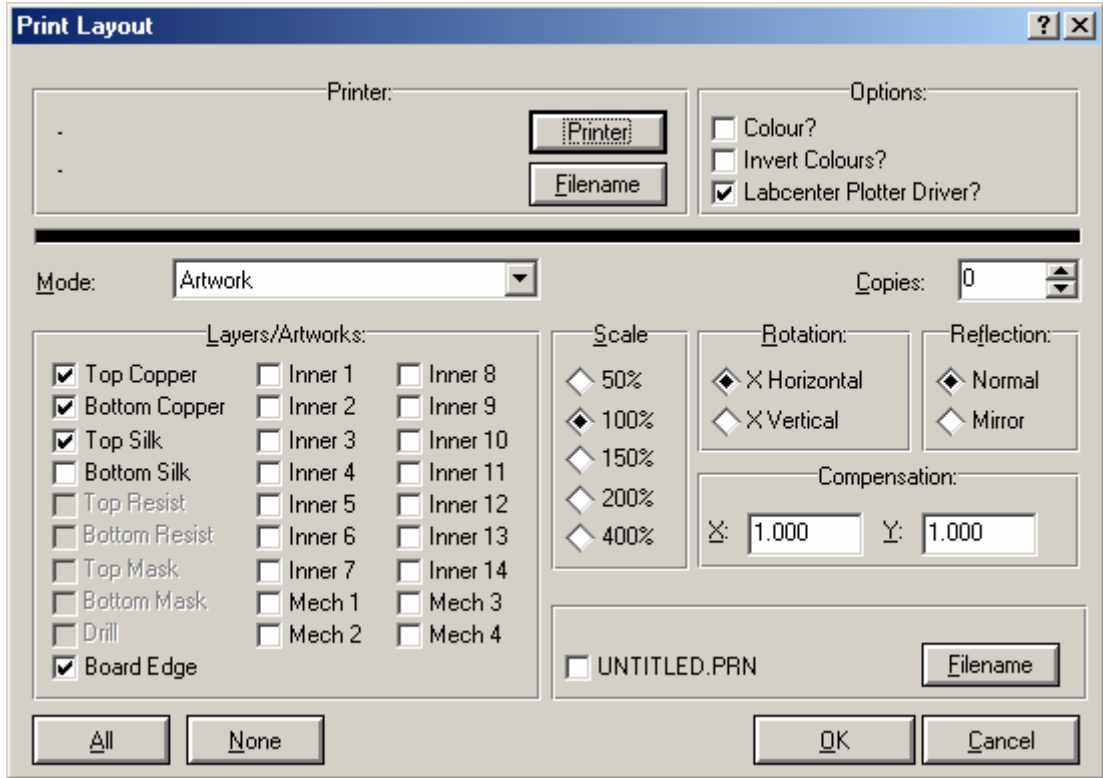 Print Layout
Printer:
-
Printer
-
Filename
Options:
Colour?
Invert Colours?
Labcenter Plotter Driver?
Mode:
Artwork
Copies:
0
Layers/Artworks:
Top Copper
Bottom Copper
Top Silk
Bottom Silk
Top Resist
Bottom Resist
Top Mask
Bottom Mask
Drill
Board Edge
Inner 1
Inner 2
Inner 3
Inner 4
Inner 5
Inner 6
Inner 7
Mech 1
Mech 2
Inner 8
Inner 9
Inner 10
Inner 11
Inner 12
Inner 13
Inner 14
Mech 3
Mech 4
Scale
50%
100%
150%
200%
400%
Rotation:
X Horizontal
X Vertical
Reflection:
Normal
Mirror
Compensation:
X: 1.000 Y: 1.000
UNTITLED.PRN
Filename
All
None
OK
Cancel